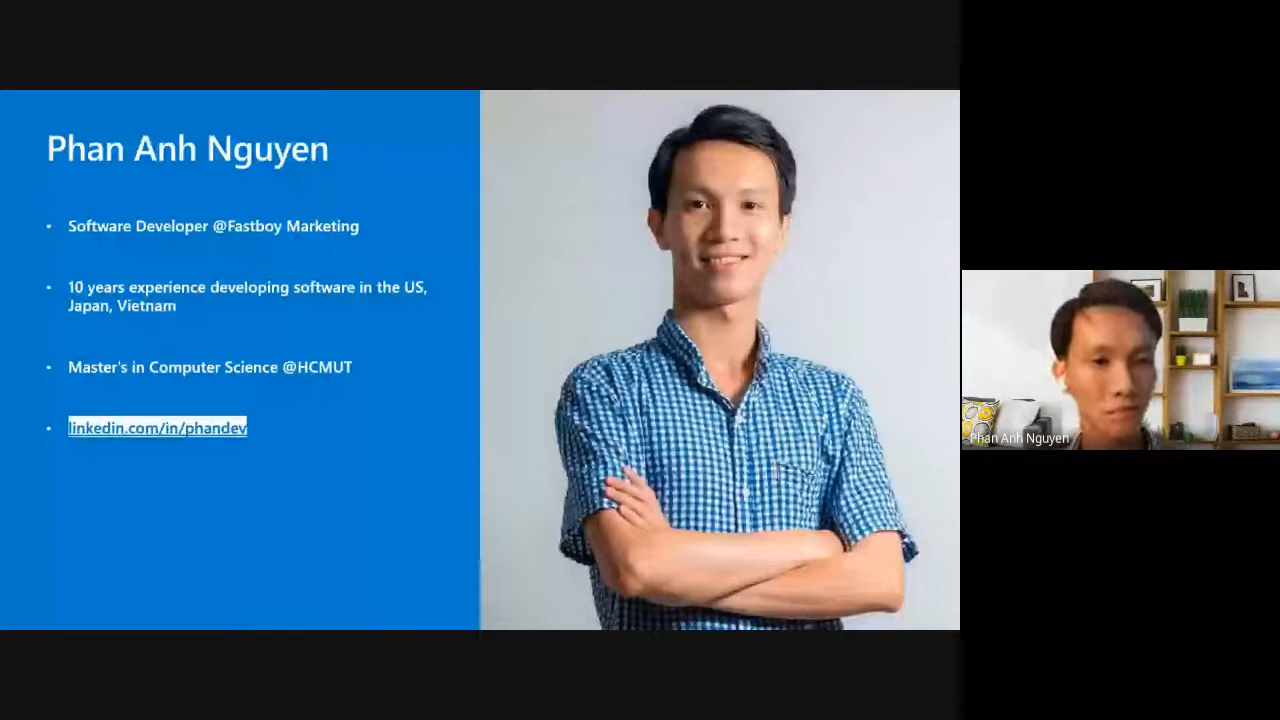 Phan Anh Nguyen
• Software Developer @Fastboy Marketing
• 10 years experience developing software in the US,
Japan, Vietnam
• Master's in Computer Science @HCMUT
• linkedin.com/in/phandev
Phan Anh Nguyen